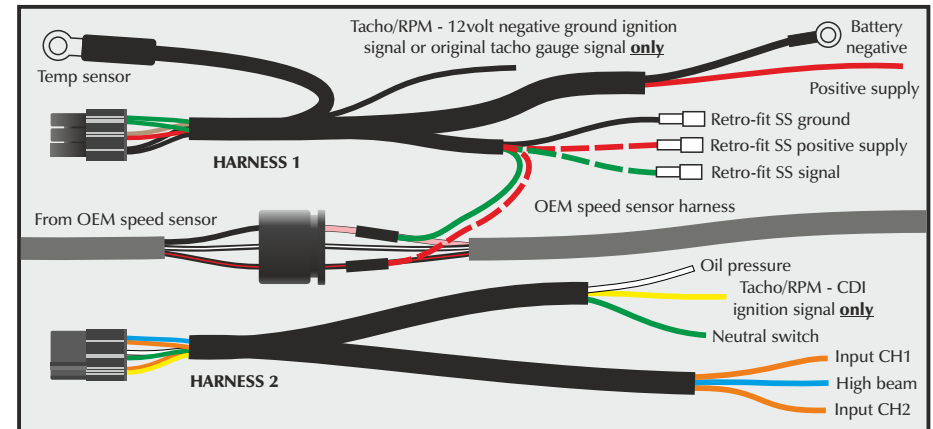 Tacho/RPM - 12volt negative ground ignition
signal or original tacho gauge signal only
Battery
negative
Temp sensor
Positive supply
Retro-fit SS ground
Retro-fit SS positive supply
HARNESS 1
Retro-fit SS signal
From OEM speed sensor
OEM speed sensor harness
Oil pressure
Tacho/RPM - CDI
ignition signal only
Neutral switch
Input CH1
HARNESS 2
High beam
Input CH2